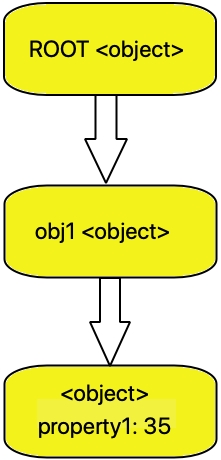 ROOT <object>
obj1 <object>
<object>
property1: 35